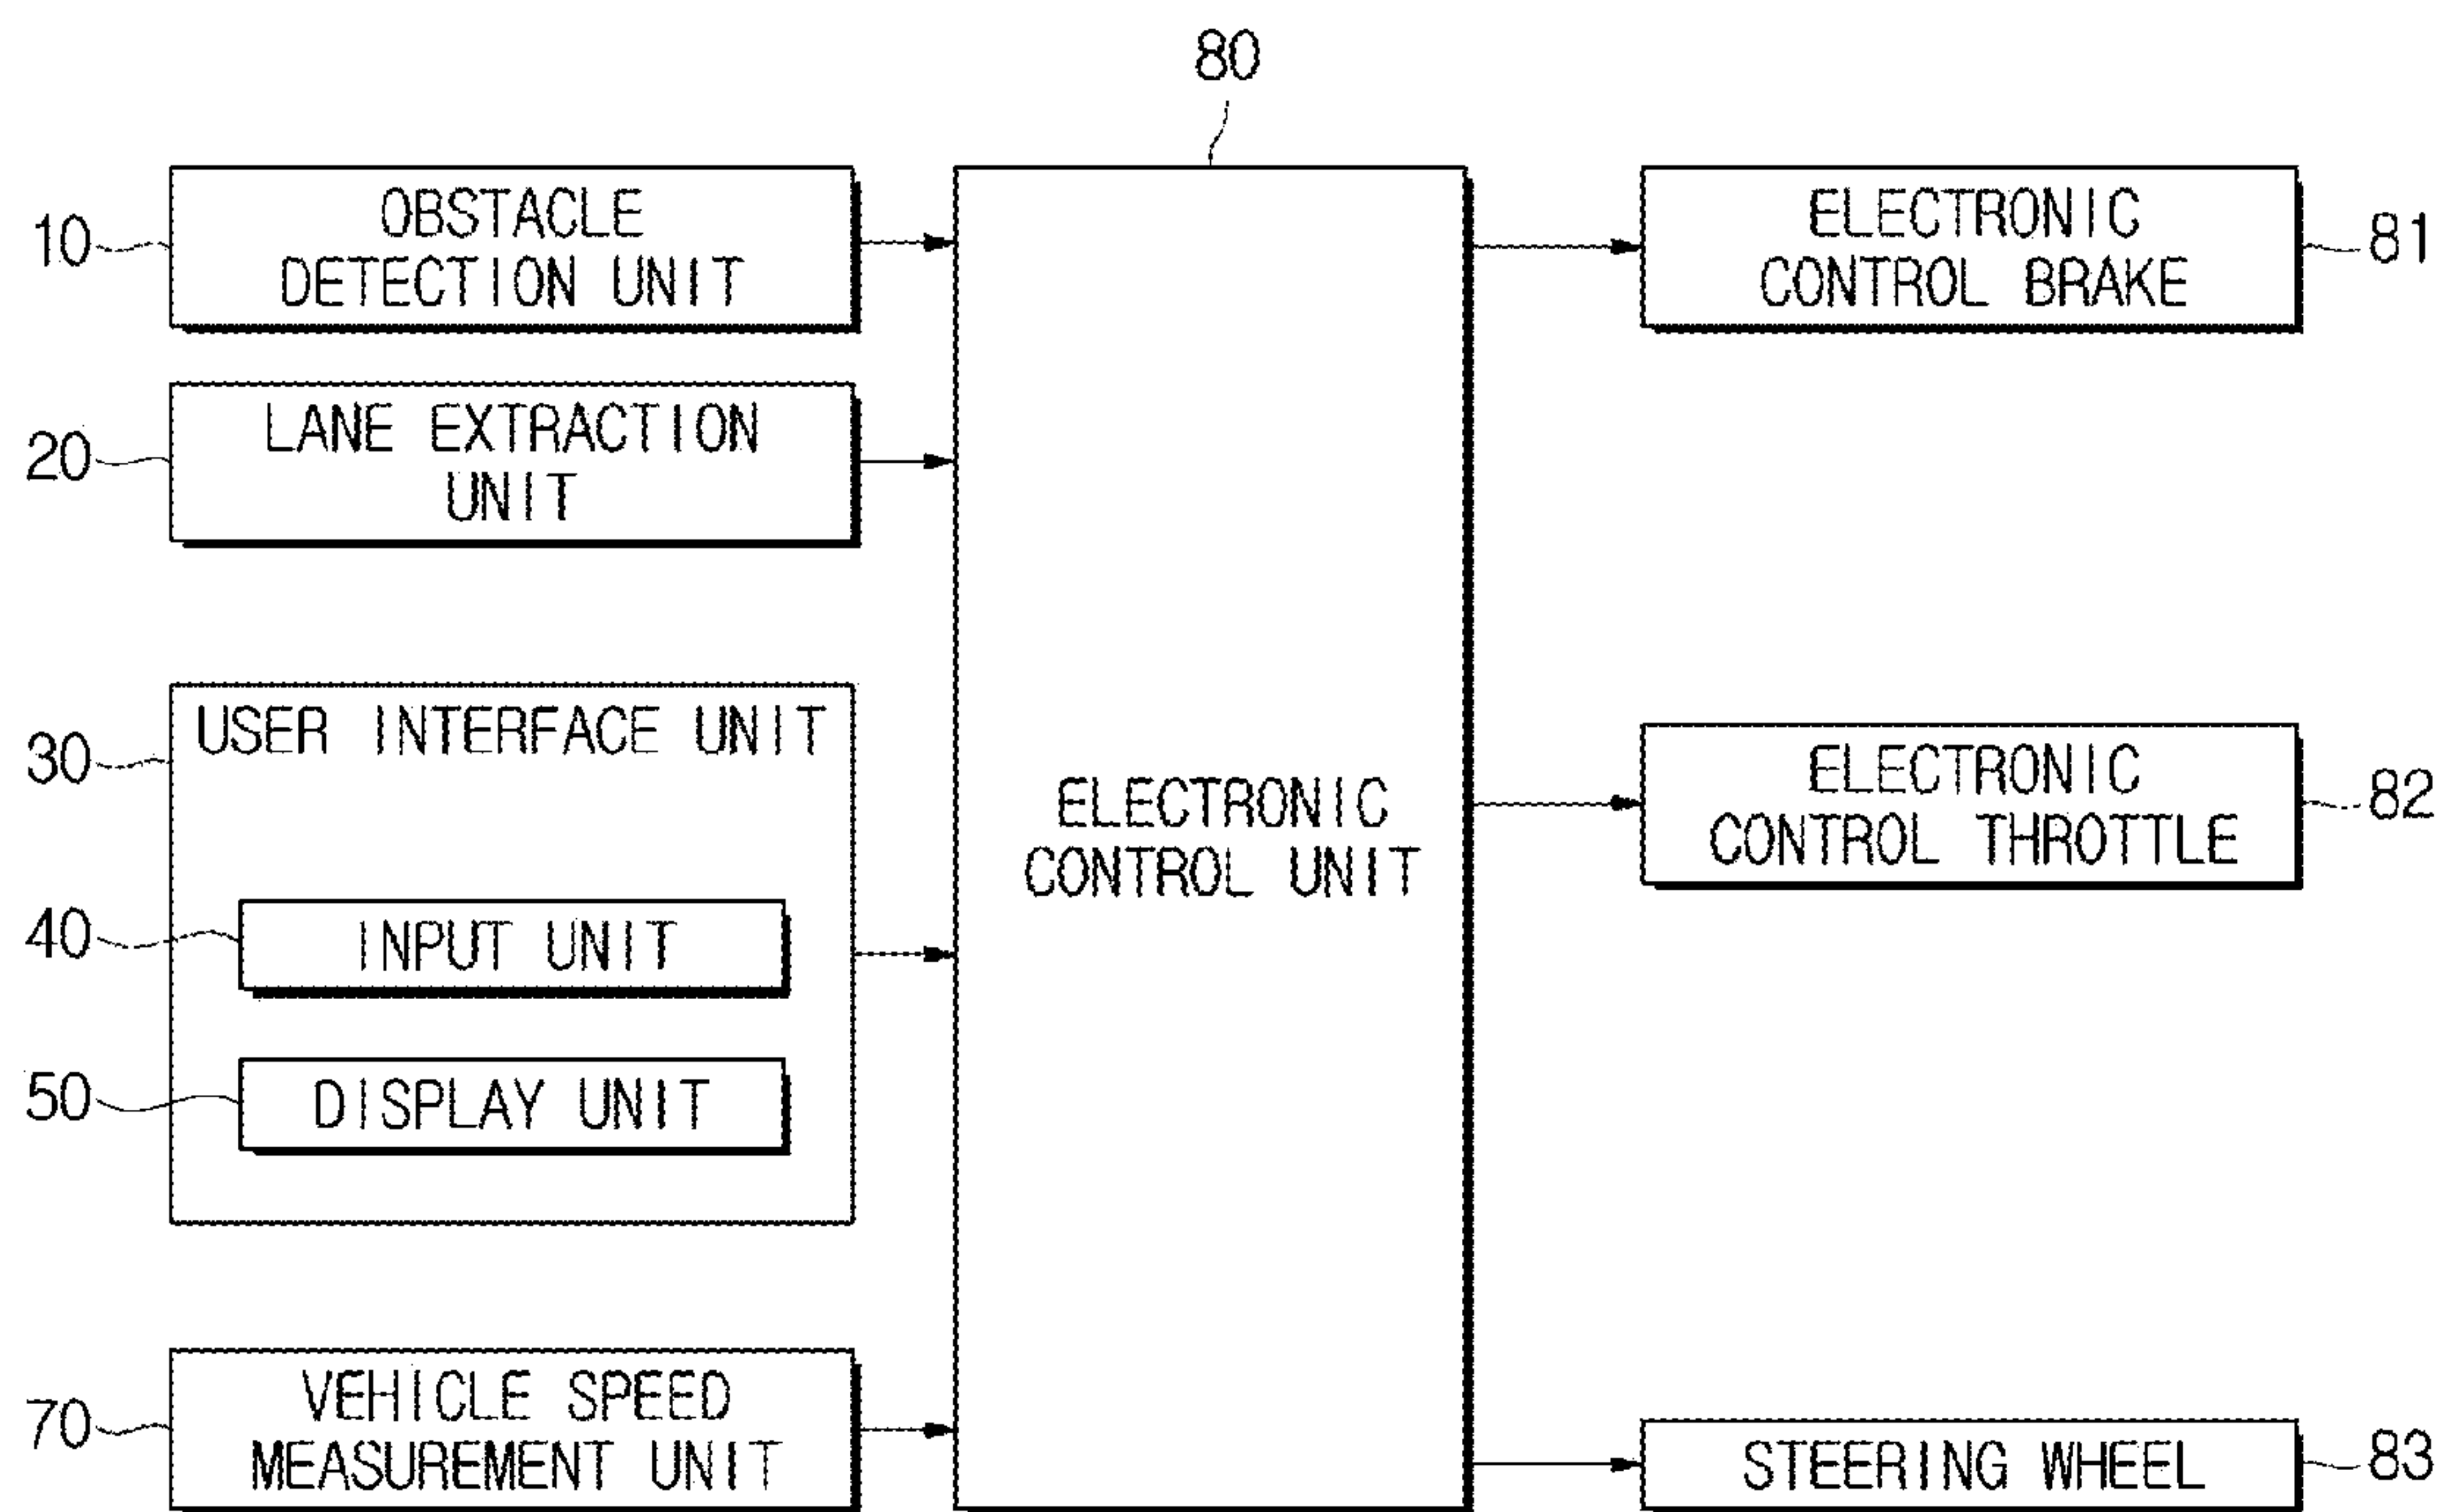 80
10
OBSTACLE
DETECTION UNIT
20
LANE EXTRACTION
UNIT
30
USER INTERFACE UNIT
40
INPUT UNIT
50
DISPLAY UNIT
70
VEHICLE SPEED
MEASUREMENT UNIT
ELECTRONIC
CONTROL UNIT
ELECTRONIC
CONTROL BRAKE
81
ELECTRONIC
CONTROL THROTTLE
82
STEERING WHEEL
83